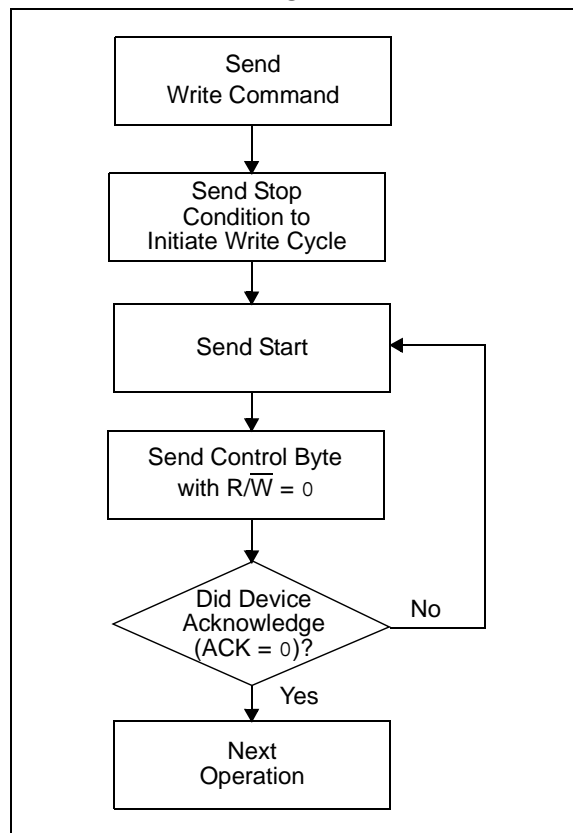 Send
Write Command
Send Stop
Condition to
Initiate Write Cycle
Send Start
Send Control Byte
with R/W̅ = 0
Did Device
Acknowledge
(ACK = 0)?
No
Yes
Next
Operation